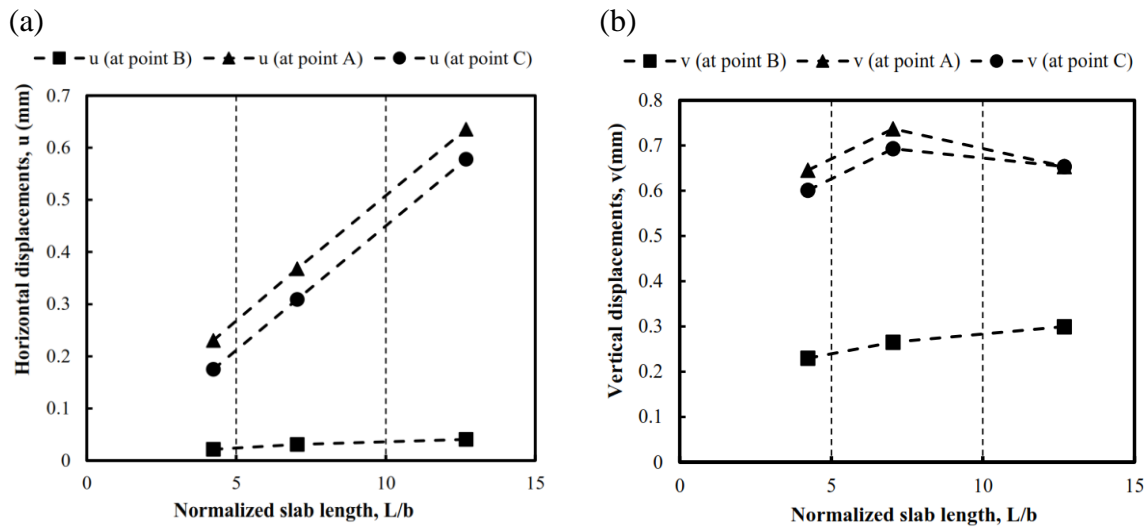 (a)
u (at point B) u (at point A) u (at point C)
Horizontal displacements, u (mm)
0.7
0.6
0.5
0.4
0.3
0.2
0.1
0
0 5 10 15
Normalized slab length, L/b
(b)
v (at point B) v (at point A) v (at point C)
Vertical displacements, v(mm)
0.8
0.7
0.6
0.5
0.4
0.3
0.2
0.1
0
0 5 10 15
Normalized slab length, L/b